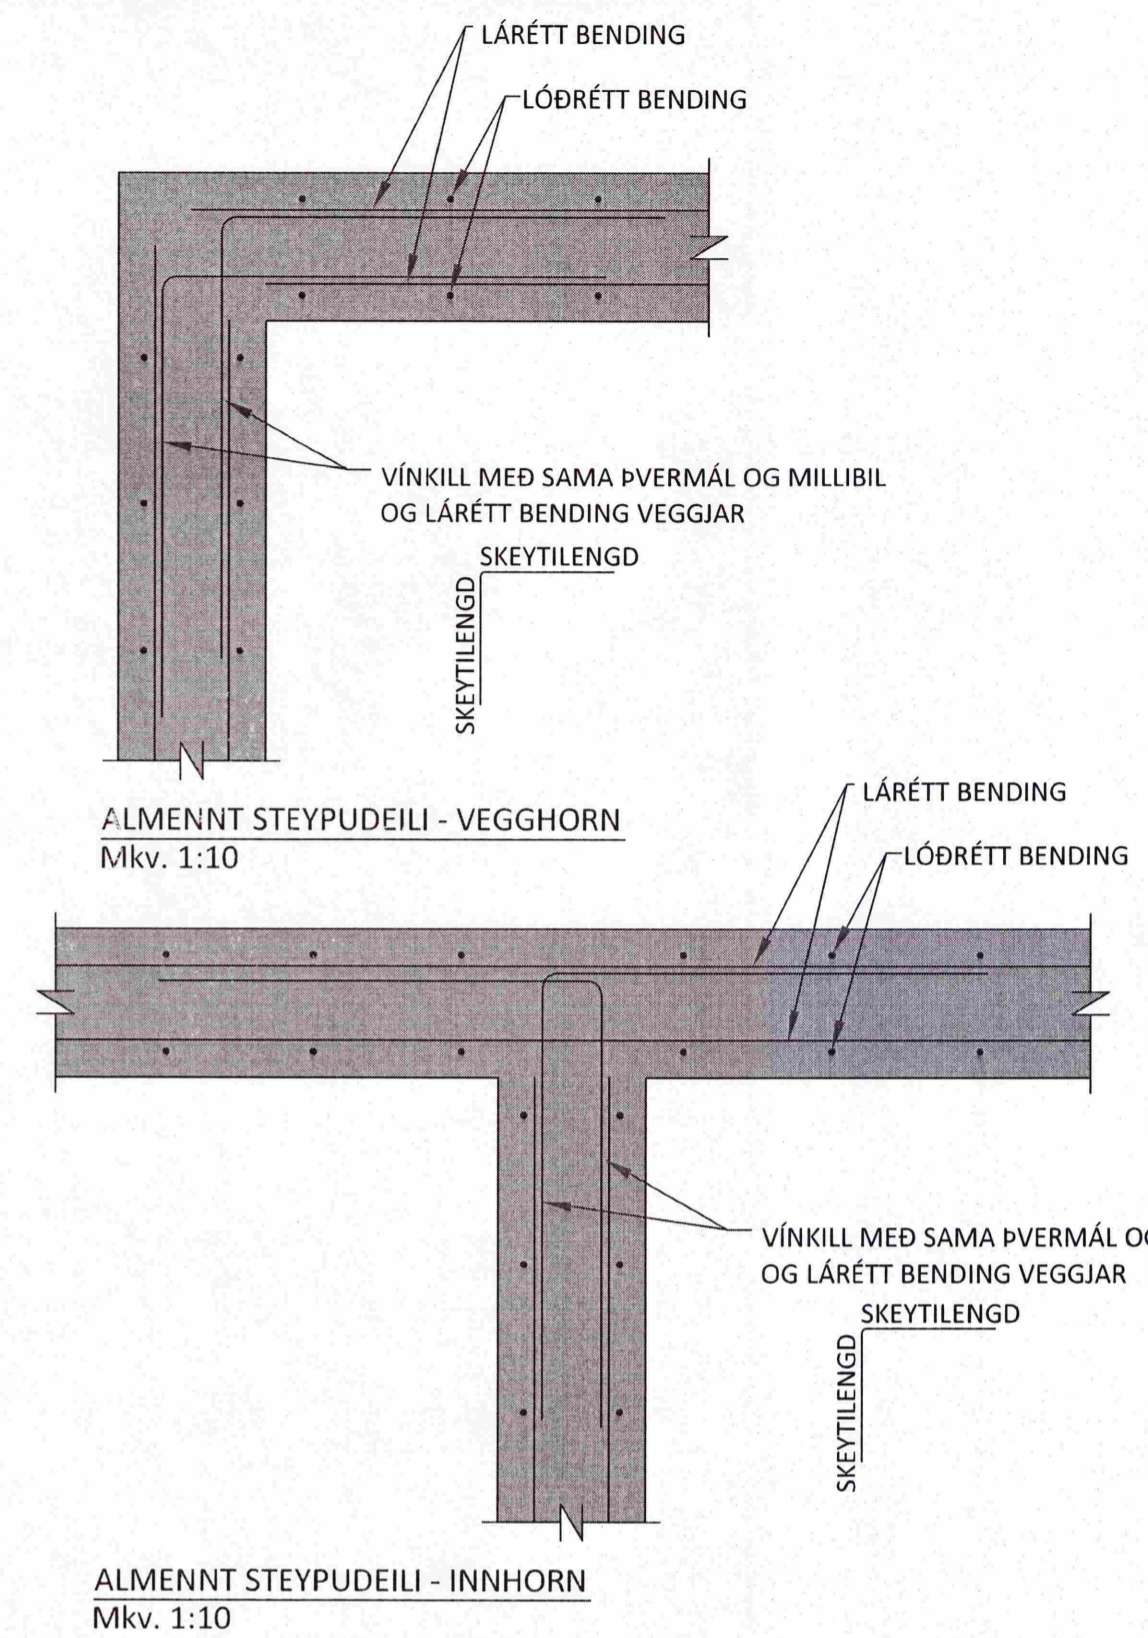 LÁRÉTT BENDING
LÓÐRÉTT BENDING
VÍNKILL MEÐ SAMA ÞVERMÁL OG MILLIBIL
OG LÁRÉTT BENDING VEGGJAR
SKEYTILENGD
SKEYTILENGD
ALMENNT STEYPUDEILI - VEGGHORN
Mkv. 1:10
LÁRÉTT BENDING
LÓÐRÉTT BENDING
VÍNKILL MEÐ SAMA ÞVERMÁL
OG LÁRÉTT BENDING VEGGJAR
SKEYTILENGD
SKEYTILENGD
ALMENNT STEYPUDEILI - INNHORN
Mkv. 1:10